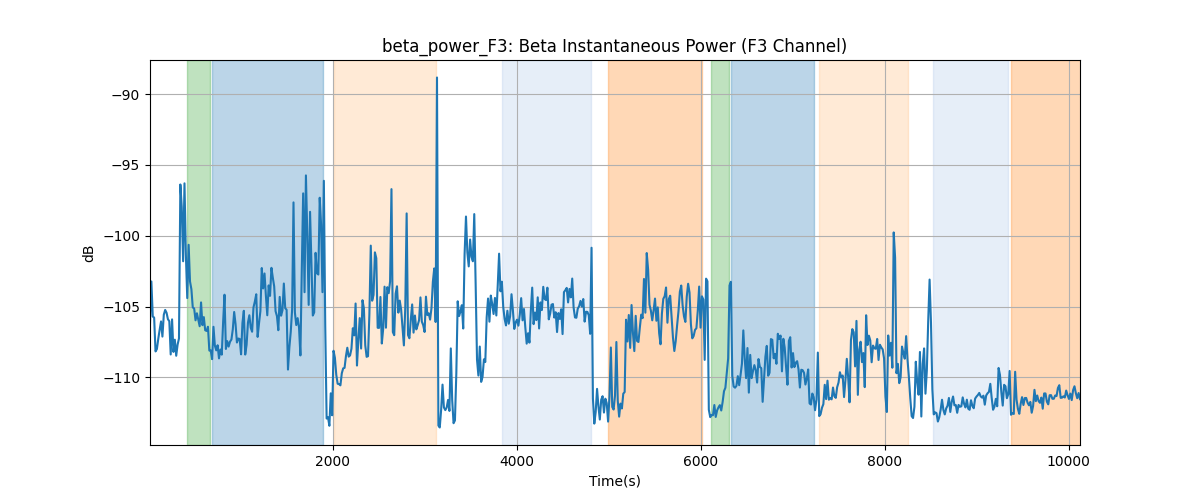 beta_power_F3: Beta Instantaneous Power (F3 Channel)
−90
−95
−100
−105
−110
dB
2000 4000 6000 8000 10000
Time(s)